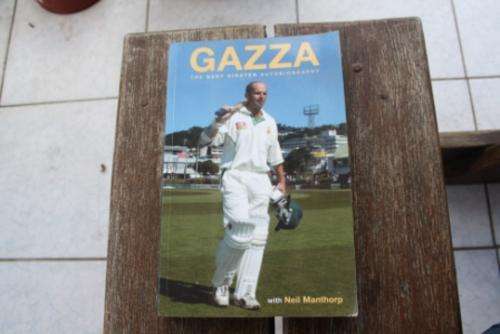 GAZZA
THE GARY KIRSTEN AUTOBIOGRAPHY
with Neil Manthorp